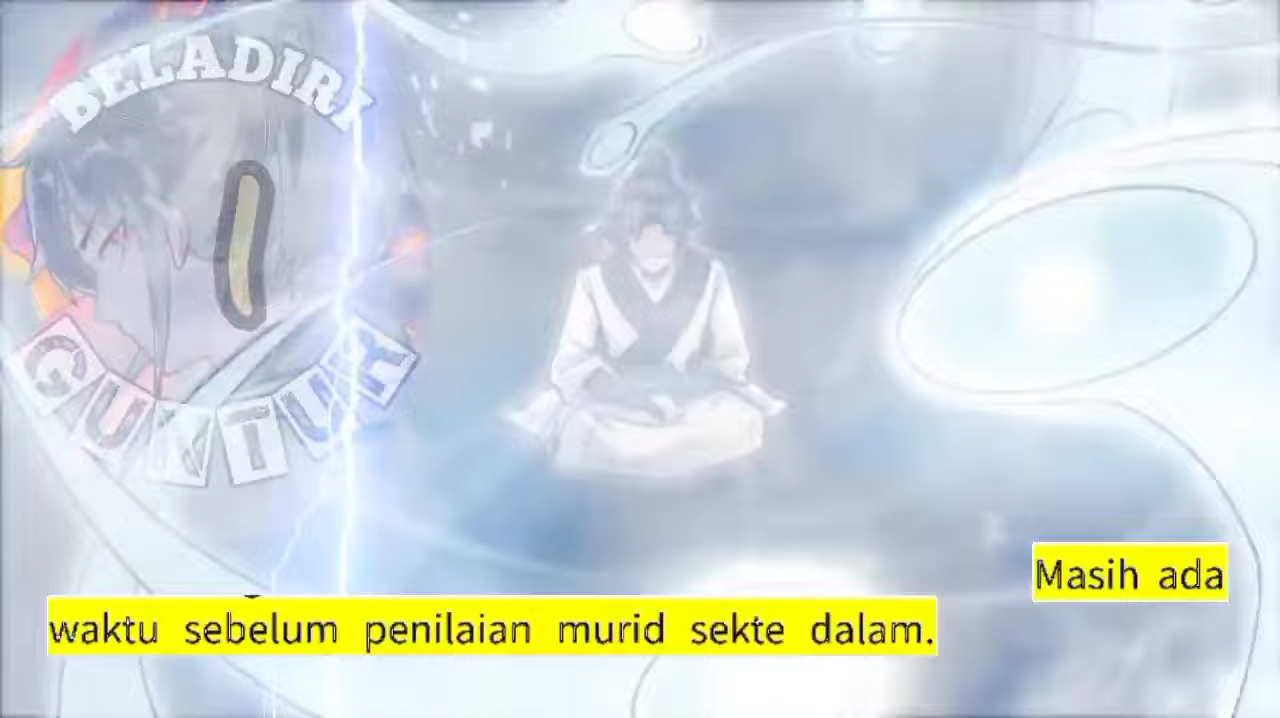 BELADIRI
GUNTUR
Masih ada
waktu sebelum penilaian murid sekte dalam.